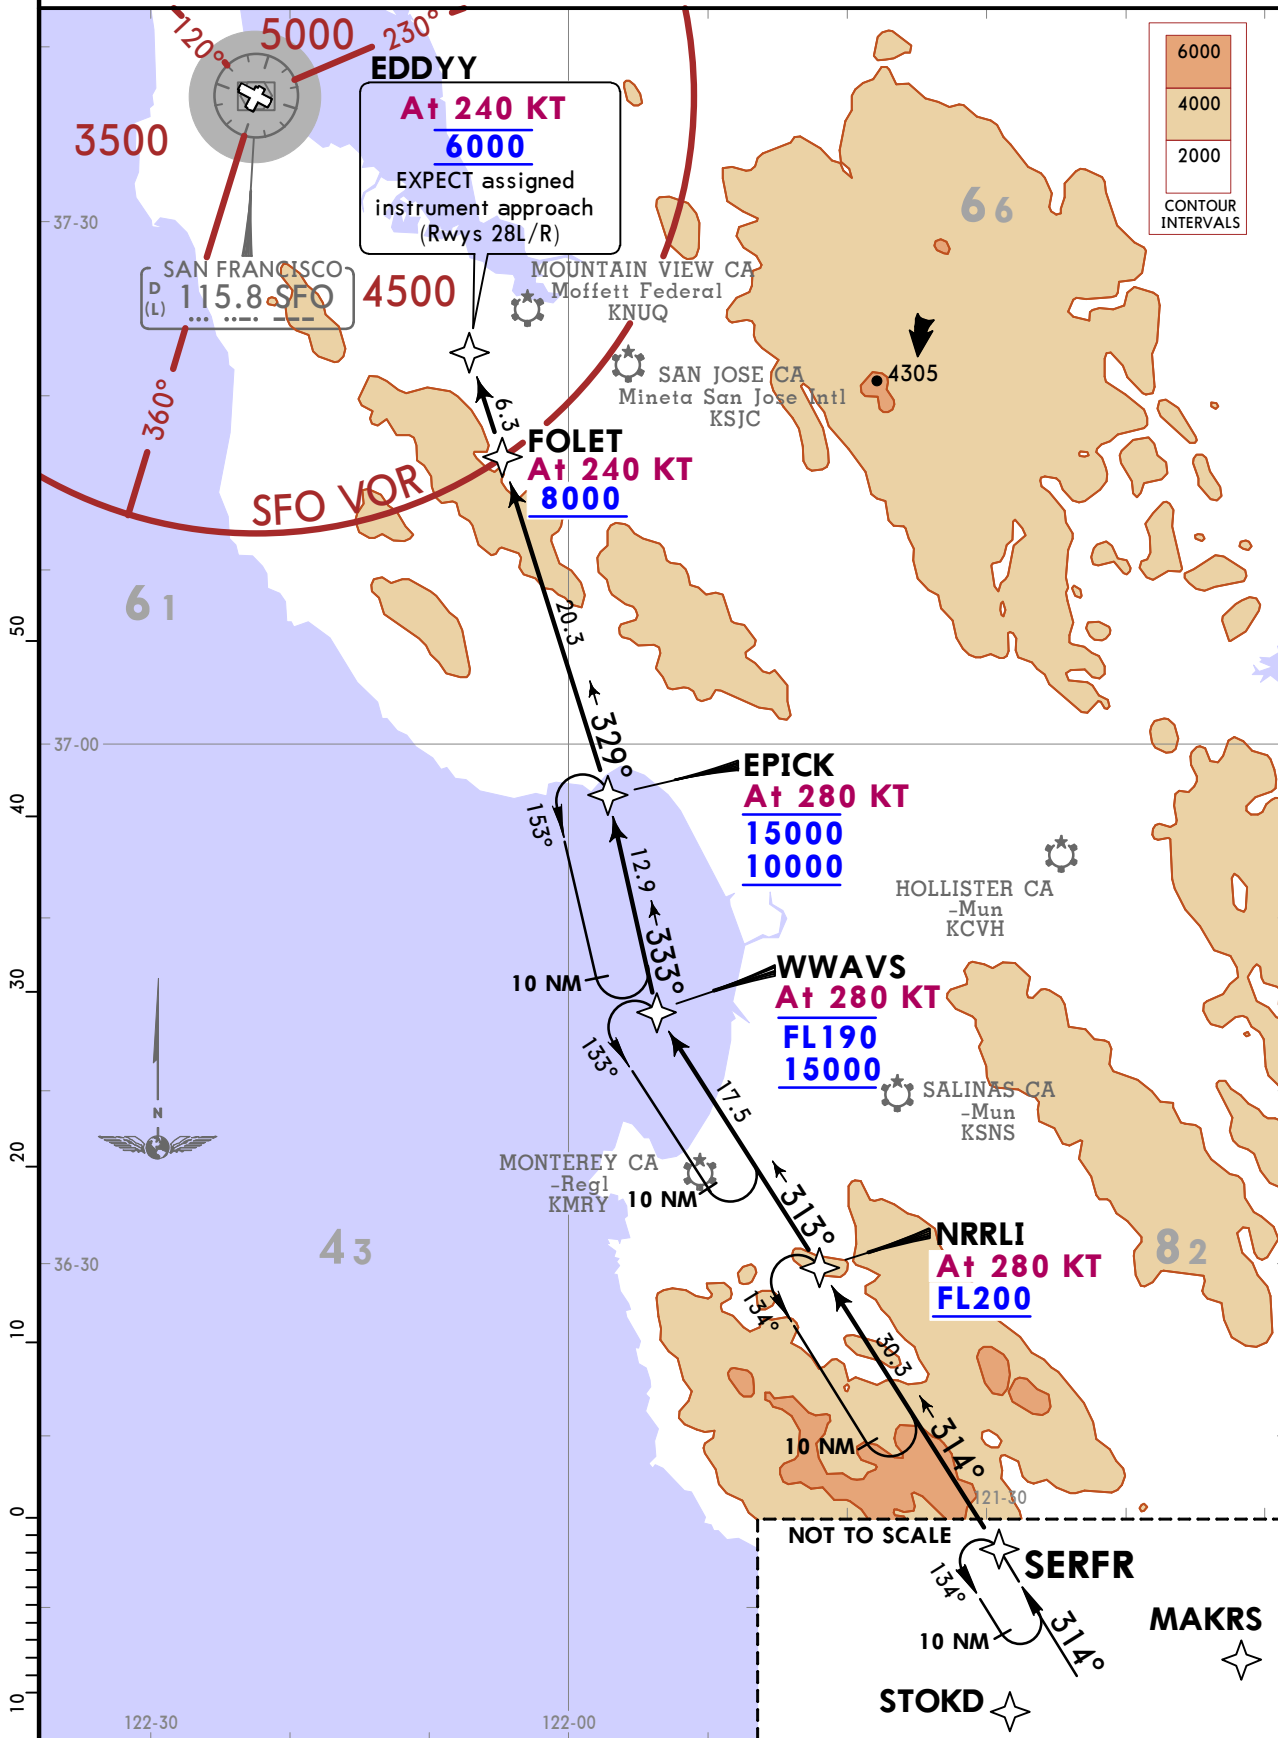 5000
120°
230°
3500
EDDYY
At 240 KT
6000
EXPECT assigned
instrument approach
(Rwys 28L/R)
6000
4000
2000
CONTOUR
INTERVALS
66
37-30
SAN FRANCISCO
D
(L)
115.8 SFO
4500
MOUNTAIN VIEW CA
Moffett Federal
KNUQ
4305
SAN JOSE CA
Mineta San Jose Intl
KSJC
360°
6.3
FOLET
At 240 KT
8000
SFO VOR
61
20.3
50
329°
37-00
EPICK
At 280 KT
15000
10000
40
153°
12.9
333°
HOLLISTER CA
-Mun
KCVH
10 NM
30
WWAVS
At 280 KT
FL190
15000
133°
17.5
SALINAS CA
-Mun
KSNS
N
20
MONTEREY CA
-Regl
KMRY
10 NM
313°
43
82
36-30
NRRLI
At 280 KT
FL200
134°
30.3
10
10 NM
314°
121-30
0
NOT TO SCALE
SERFR
134°
10 NM
314°
MAKRS
STOKD
10
122-30
122-00